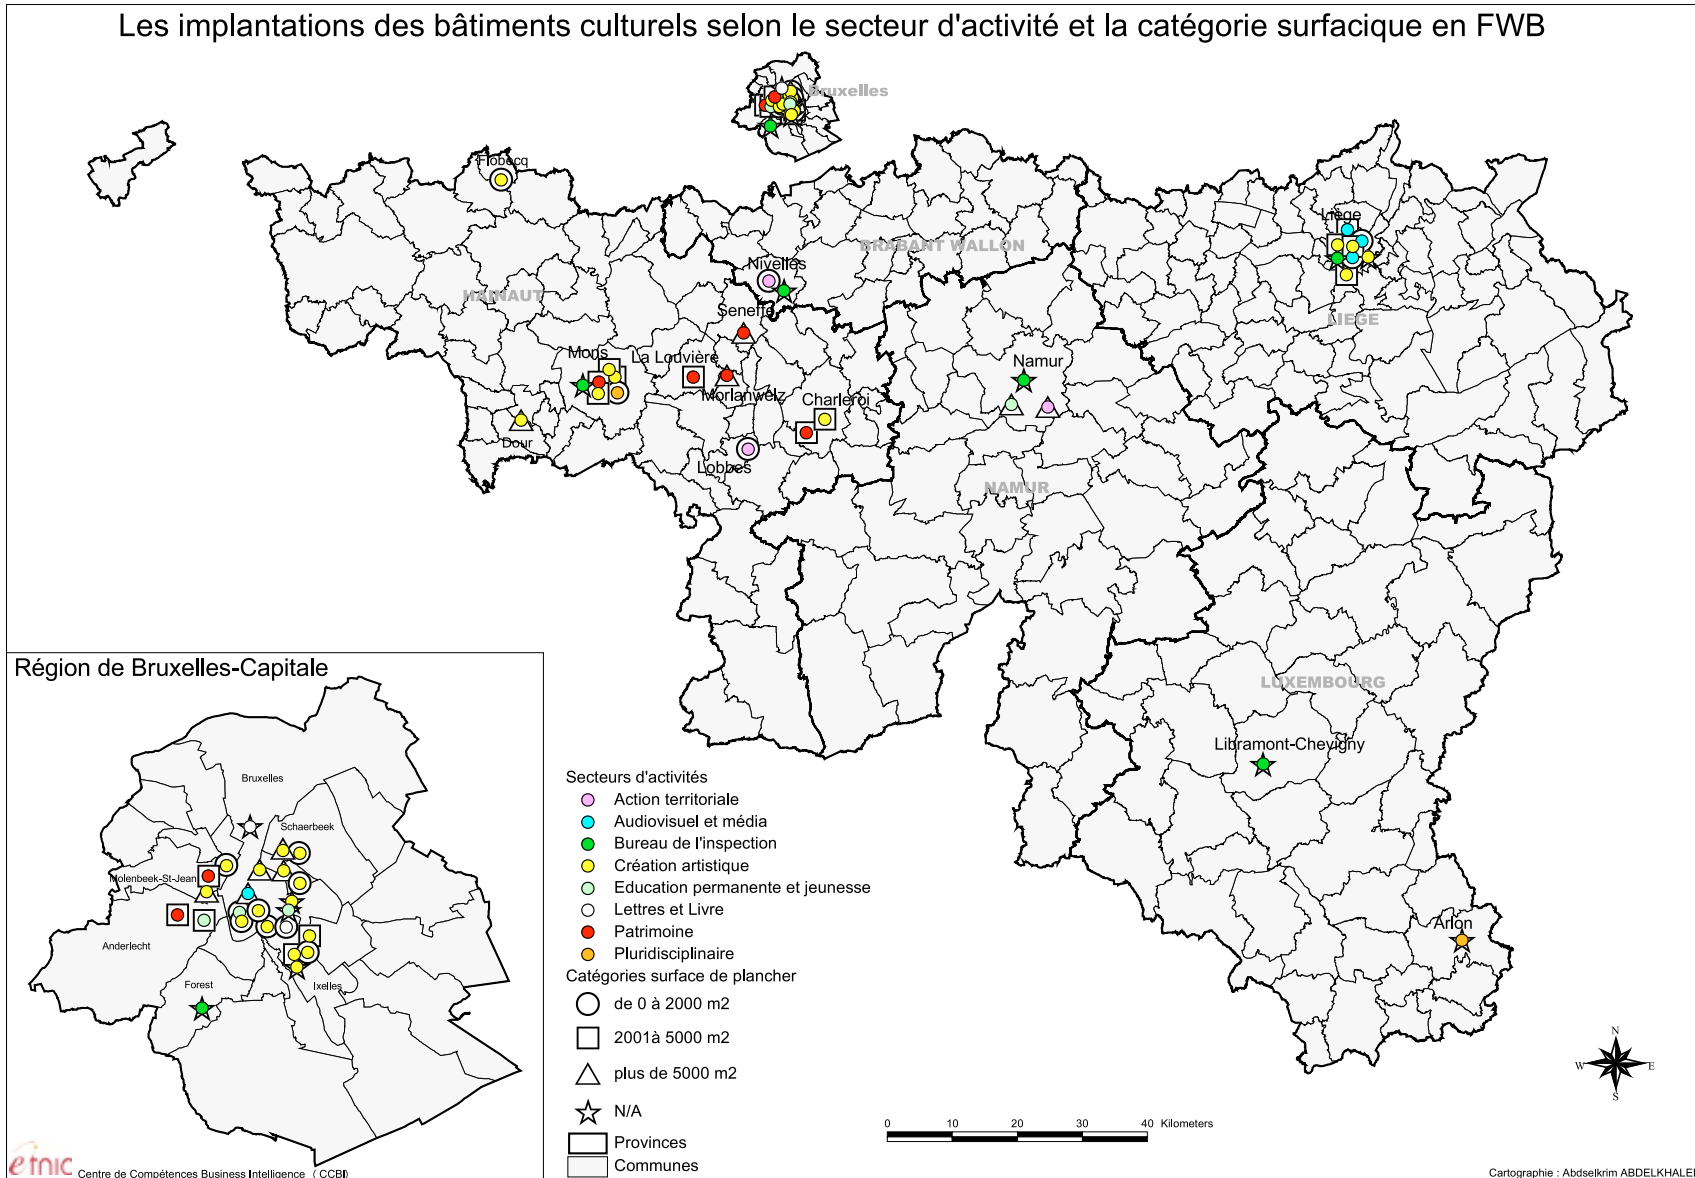 Les implantations des bâtiments culturels selon le secteur d'activité et la catégorie surfacique en FWB
Bruxelles
Flobecq
Liège
BRABANT WALLON
Nivelles
HAINAUT
Seneffe
LIEGE
Mons
La Louvière
Namur
Morlanwelz
Charleroi
Dour
Lobbes
NAMUR
LUXEMBOURG
Libramont-Chevigny
Arlon
Région de Bruxelles-Capitale
Bruxelles
Schaerbeek
Molenbeek-St-Jean
Anderlecht
Forest
Ixelles
Secteurs d'activités
Action territoriale
Audiovisuel et média
Bureau de l'inspection
Création artistique
Education permanente et jeunesse
Lettres et Livre
Patrimoine
Pluridisciplinaire
Catégories surface de plancher
de 0 à 2000 m2
2001à 5000 m2
plus de 5000 m2
N/A
Provinces
Communes
N
W E
S
0 10 20 30 40 Kilometers
etnic Centre de Compétences Business Intelligence ( CCBI)
Cartographie : Abdselkrim ABDELKHALEK